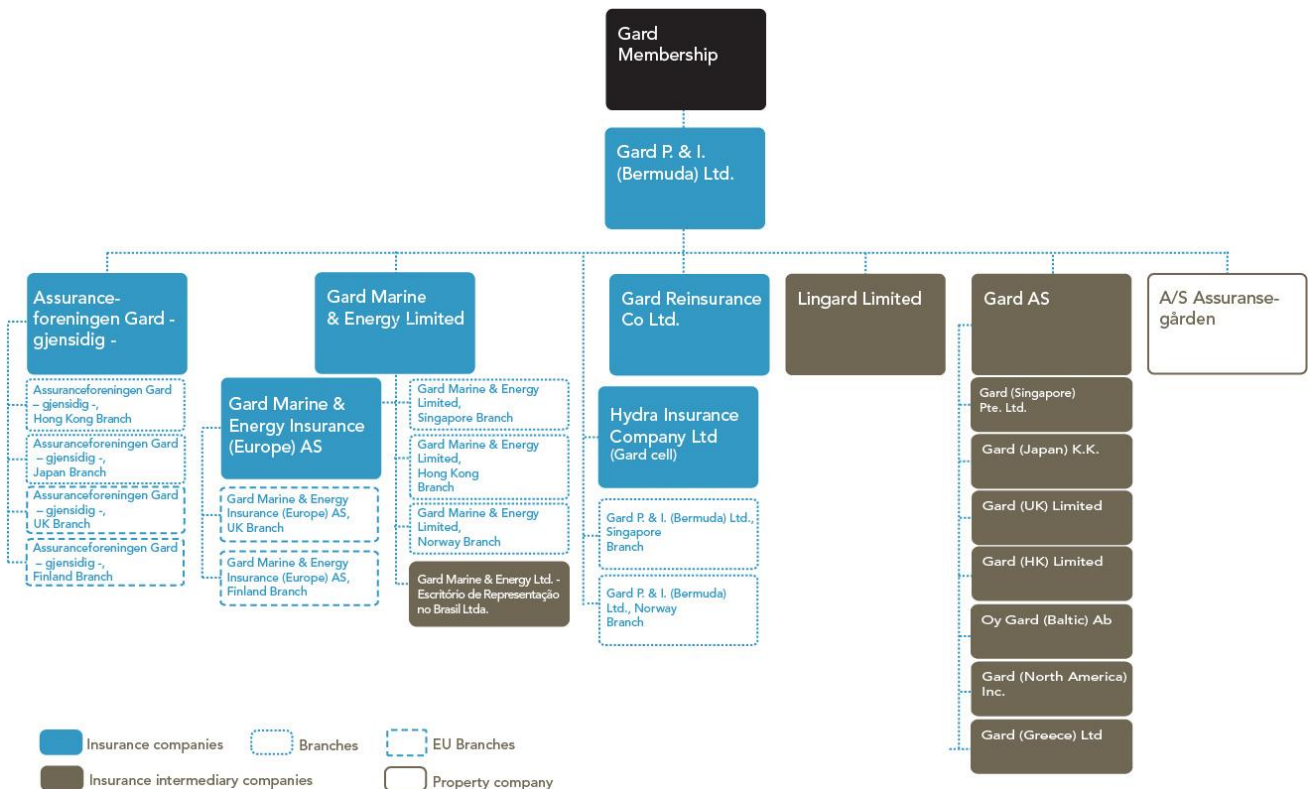 Gard
Membership
Gard P. & I.
(Bermuda) Ltd.
Assurance-
foreningen Gard -
gjensidig -
Assuranceforeningen Gard
– gjensidig -,
Hong Kong Branch
Assuranceforeningen Gard
– gjensidig -,
Japan Branch
Assuranceforeningen Gard
– gjensidig -,
UK Branch
Assuranceforeningen Gard
– gjensidig -,
Finland Branch
Gard Marine
& Energy Limited
Gard Marine &
Energy Insurance
(Europe) AS
Gard Marine & Energy
Insurance (Europe) AS,
UK Branch
Gard Marine & Energy
Insurance (Europe) AS,
Finland Branch
Gard Marine & Energy
Limited,
Singapore Branch
Gard Marine & Energy
Limited,
Hong Kong
Branch
Gard Marine & Energy
Limited,
Norway Branch
Gard Marine & Energy Ltd. -
Escritório de Representação
no Brasil Ltda.
Gard Reinsurance
Co Ltd.
Hydra Insurance
Company Ltd
(Gard cell)
Gard P. & I. (Bermuda) Ltd.,
Singapore
Branch
Gard P. & I. (Bermuda)
Ltd., Norway
Branch
Lingard Limited
Gard AS
Gard (Singapore)
Pte. Ltd.
Gard (Japan) K.K.
Gard (UK) Limited
Gard (HK) Limited
Oy Gard (Baltic) Ab
Gard (North America)
Inc.
Gard (Greece) Ltd
A/S Assuranse-
gården
Insurance companies
Branches
EU Branches
Insurance intermediary companies
Property company